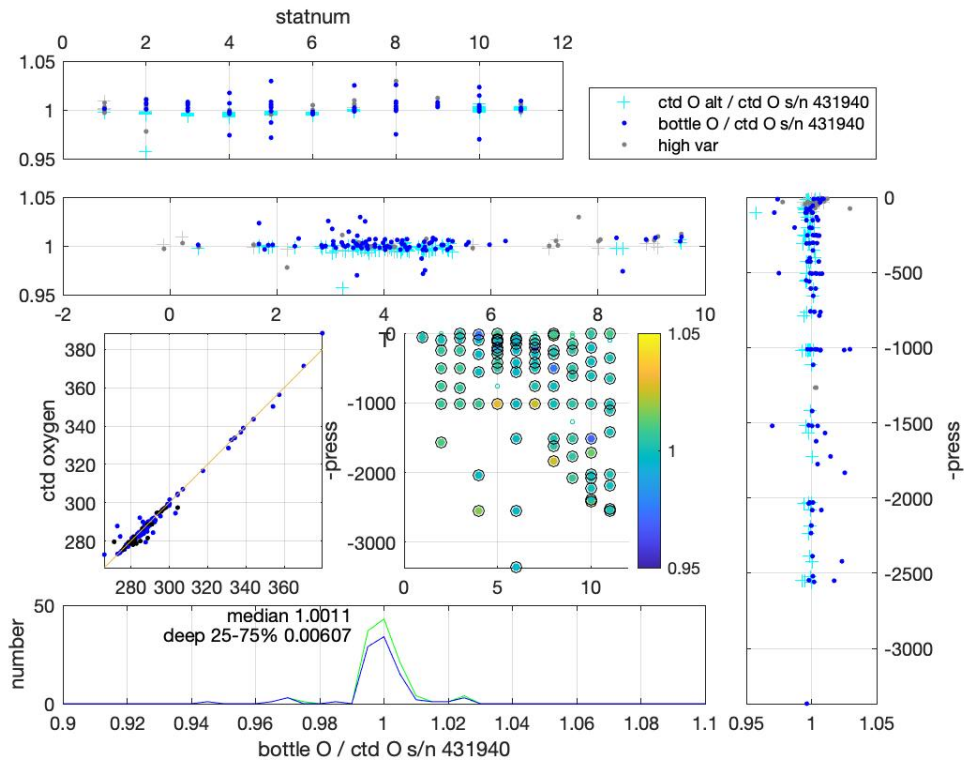 statnum
0 2 4 6 8 10 12
1.05
1
0.95
ctd O alt / ctd O s/n 431940
bottle O / ctd O s/n 431940
high var
1.05
1
0.95
-2 0 2 4 6 8 10
T
0
-500
-1000
-1500
-2000
-2500
-3000
-press
0.95 1 1.05
380
360
340
320
300
280
ctd oxygen
280 300 320 340 360
0
-1000
-2000
-3000
-press
0 5 10
1.05
1
0.95
50
0
number
median 1.0011
deep 25-75% 0.00607
0.9 0.92 0.94 0.96 0.98 1 1.02 1.04 1.06 1.08 1.1
bottle O / ctd O s/n 431940